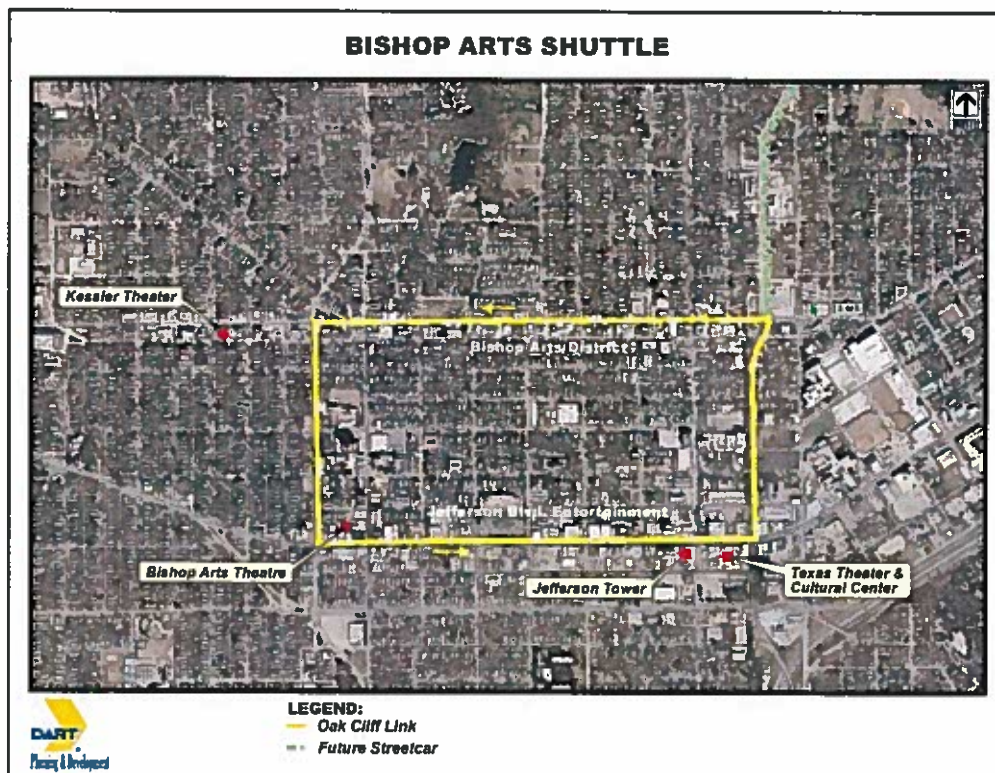 BISHOP ARTS SHUTTLE
Kessler Theater
Bishop Arts District
Jefferson Blvd. Entertainment
Bishop Arts Theatre
Jefferson Tower
Texas Theater &
Cultural Center
LEGEND:
Oak Cliff Link
Future Streetcar
DART
Planning & Development